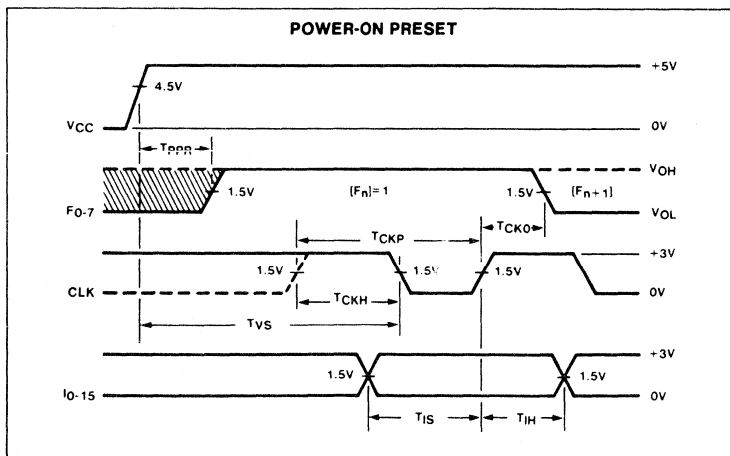 POWER-ON PRESET
+5V
4.5V
VCC
0V
TPPR
VOH
1.5V
[Fn]= 1
1.5V
[Fn+1]
F0-7
VOL
TCKP
TCKO
+3V
1.5V
1.5V
1.5V
CLK
TCKH
0V
TVS
+3V
1.5V
1.5V
I0-15
0V
TIS
TIH